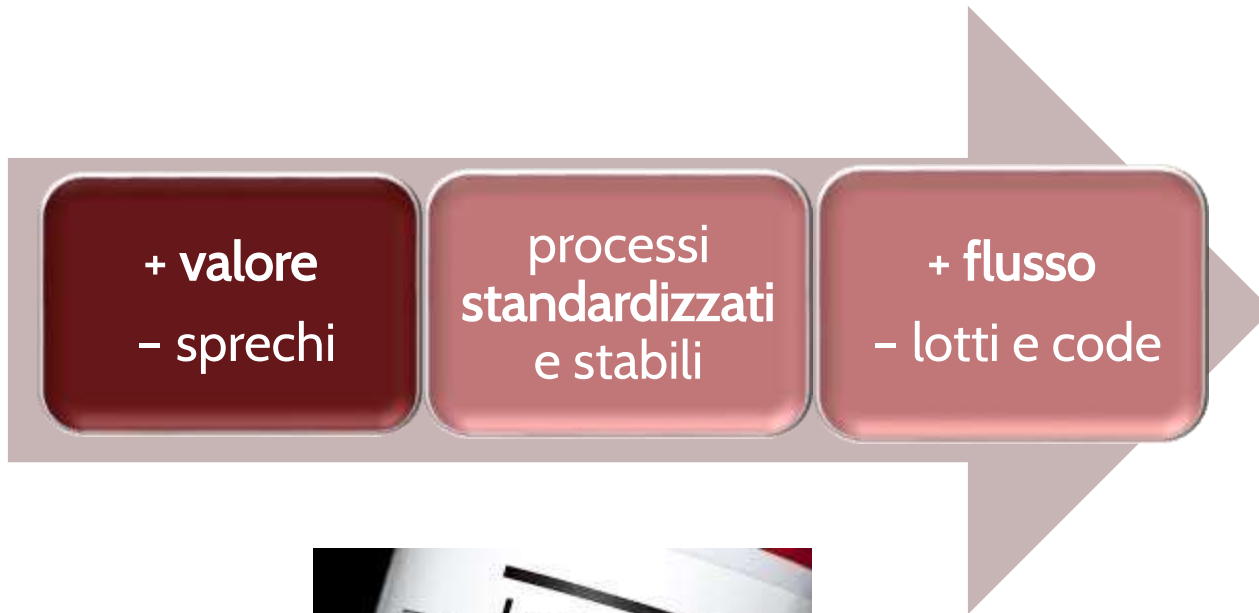 + valore
– sprechi
processi
standardizzati
e stabili
+ flusso
– lotti e code